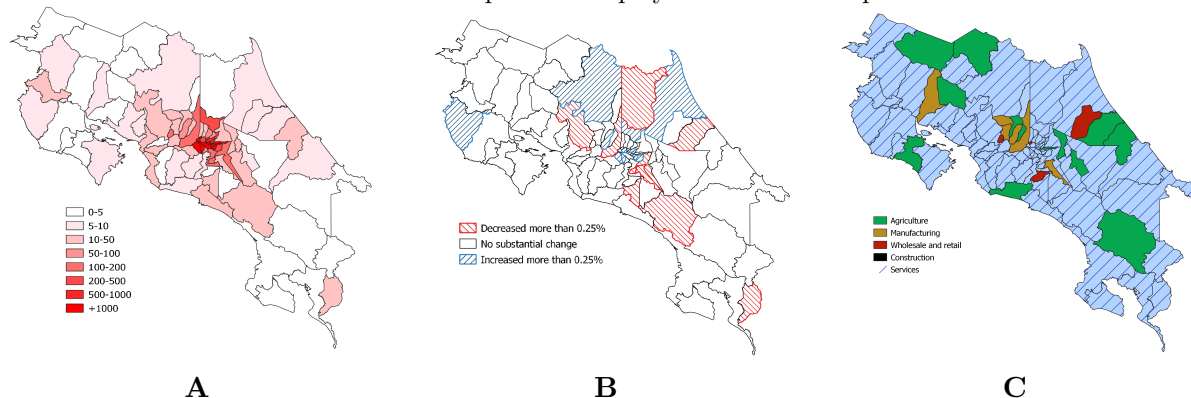 0-5
5-10
10-50
50-100
100-200
200-500
500-1000
+1000
Decreased more than 0.25%
No substantial change
Increased more than 0.25%
Agriculture
Manufacturing
Wholesale and retail
Construction
Services
A
B
C